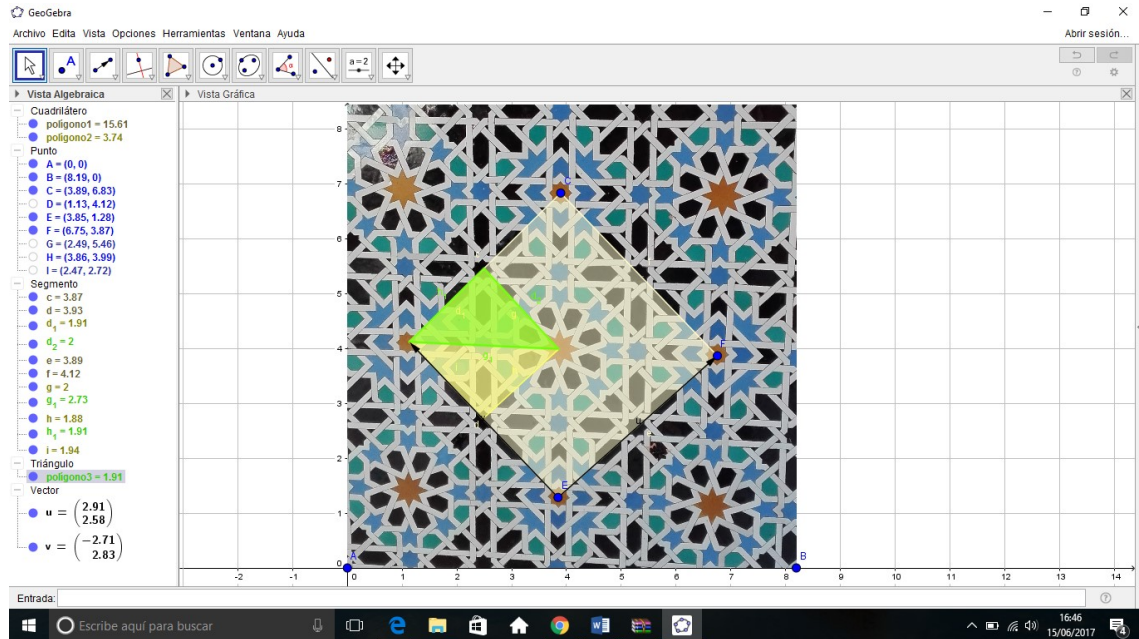 GeoGebra
Archivo Edita Vista Opciones Herramientas Ventana Ayuda
Abrir sesión...
A
α
a=2
Vista Algebraica
Vista Gráfica
Cuadrilátero
poligono1 = 15.61
poligono2 = 3.74
Punto
A = (0, 0)
B = (8.19, 0)
C = (3.89, 6.83)
D = (1.13, 4.12)
E = (3.85, 1.28)
F = (6.75, 3.87)
G = (2.49, 5.46)
H = (3.86, 3.99)
I = (2.47, 2.72)
Segmento
c = 3.87
d = 3.93
d₁ = 1.91
d₂ = 2
e = 3.89
f = 4.12
g = 2
g₁ = 2.73
h = 1.88
h₁ = 1.91
i = 1.94
Triángulo
poligono3 = 1.91
Vector
u = (2.91
2.58)
v = (-2.71
2.83)
8
7
6
5
4
3
2
1
0
-2 -1 0 1 2 3 4 5 6 7 8 9 10 11 12 13 14
C
F
E
u
A
B
Entrada:
Escribe aquí para buscar
16:46
15/06/2017
4